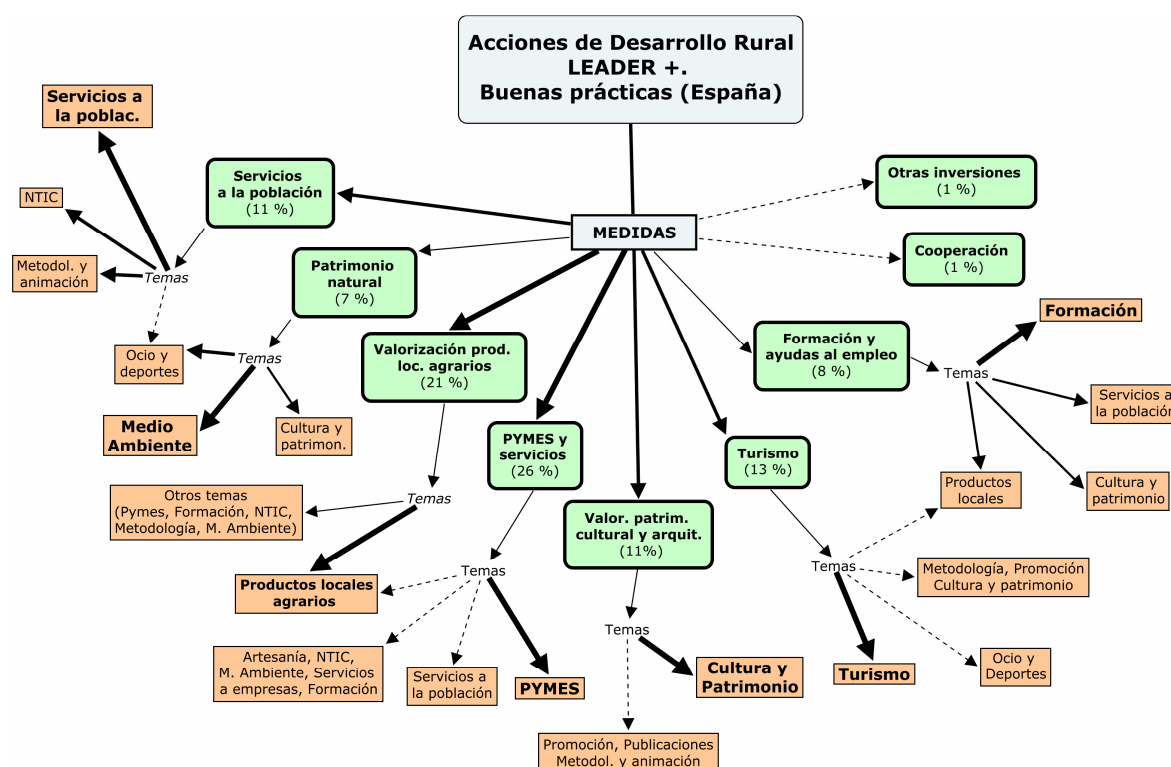 Acciones de Desarrollo Rural
LEADER +.
Buenas prácticas (España)
MEDIDAS
Servicios a
la poblac.
Servicios
a la población
(11 %)
NTIC
Metodol. y
animación
Temas
Ocio y
deportes
Patrimonio
natural
(7 %)
Temas
Medio
Ambiente
Cultura y
patrimon.
Valorización prod.
loc. agrarios
(21 %)
Temas
Otros temas
(Pymes, Formación, NTIC,
Metodología, M. Ambiente)
Productos locales
agrarios
PYMES y
servicios
(26 %)
Temas
Artesanía, NTIC,
M. Ambiente, Servicios
a empresas, Formación
Servicios a
la población
PYMES
Valor. patrim.
cultural y arquit.
(11%)
Temas
Cultura y
Patrimonio
Promoción, Publicaciones
Metodol. y animación
Turismo
(13 %)
Temas
Turismo
Metodología, Promoción
Cultura y patrimonio
Ocio y
Deportes
Formación y
ayudas al empleo
(8 %)
Temas
Formación
Servicios a
la población
Cultura y
patrimonio
Productos
locales
Otras inversiones
(1 %)
Cooperación
(1 %)